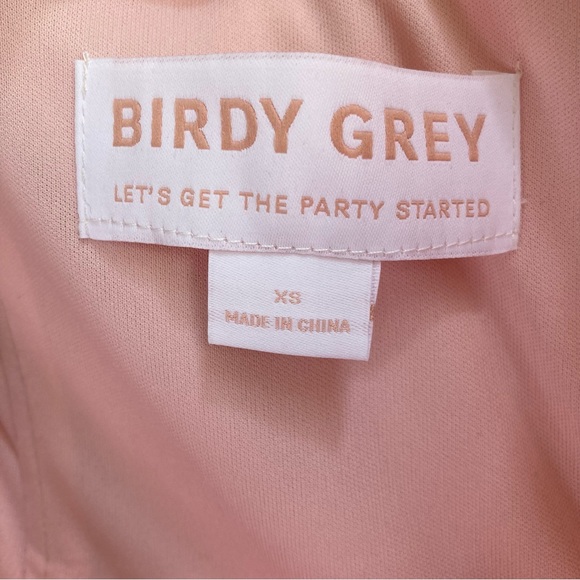 BIRDY GREY
LET'S GET THE PARTY STARTED
XS
MADE IN CHINA